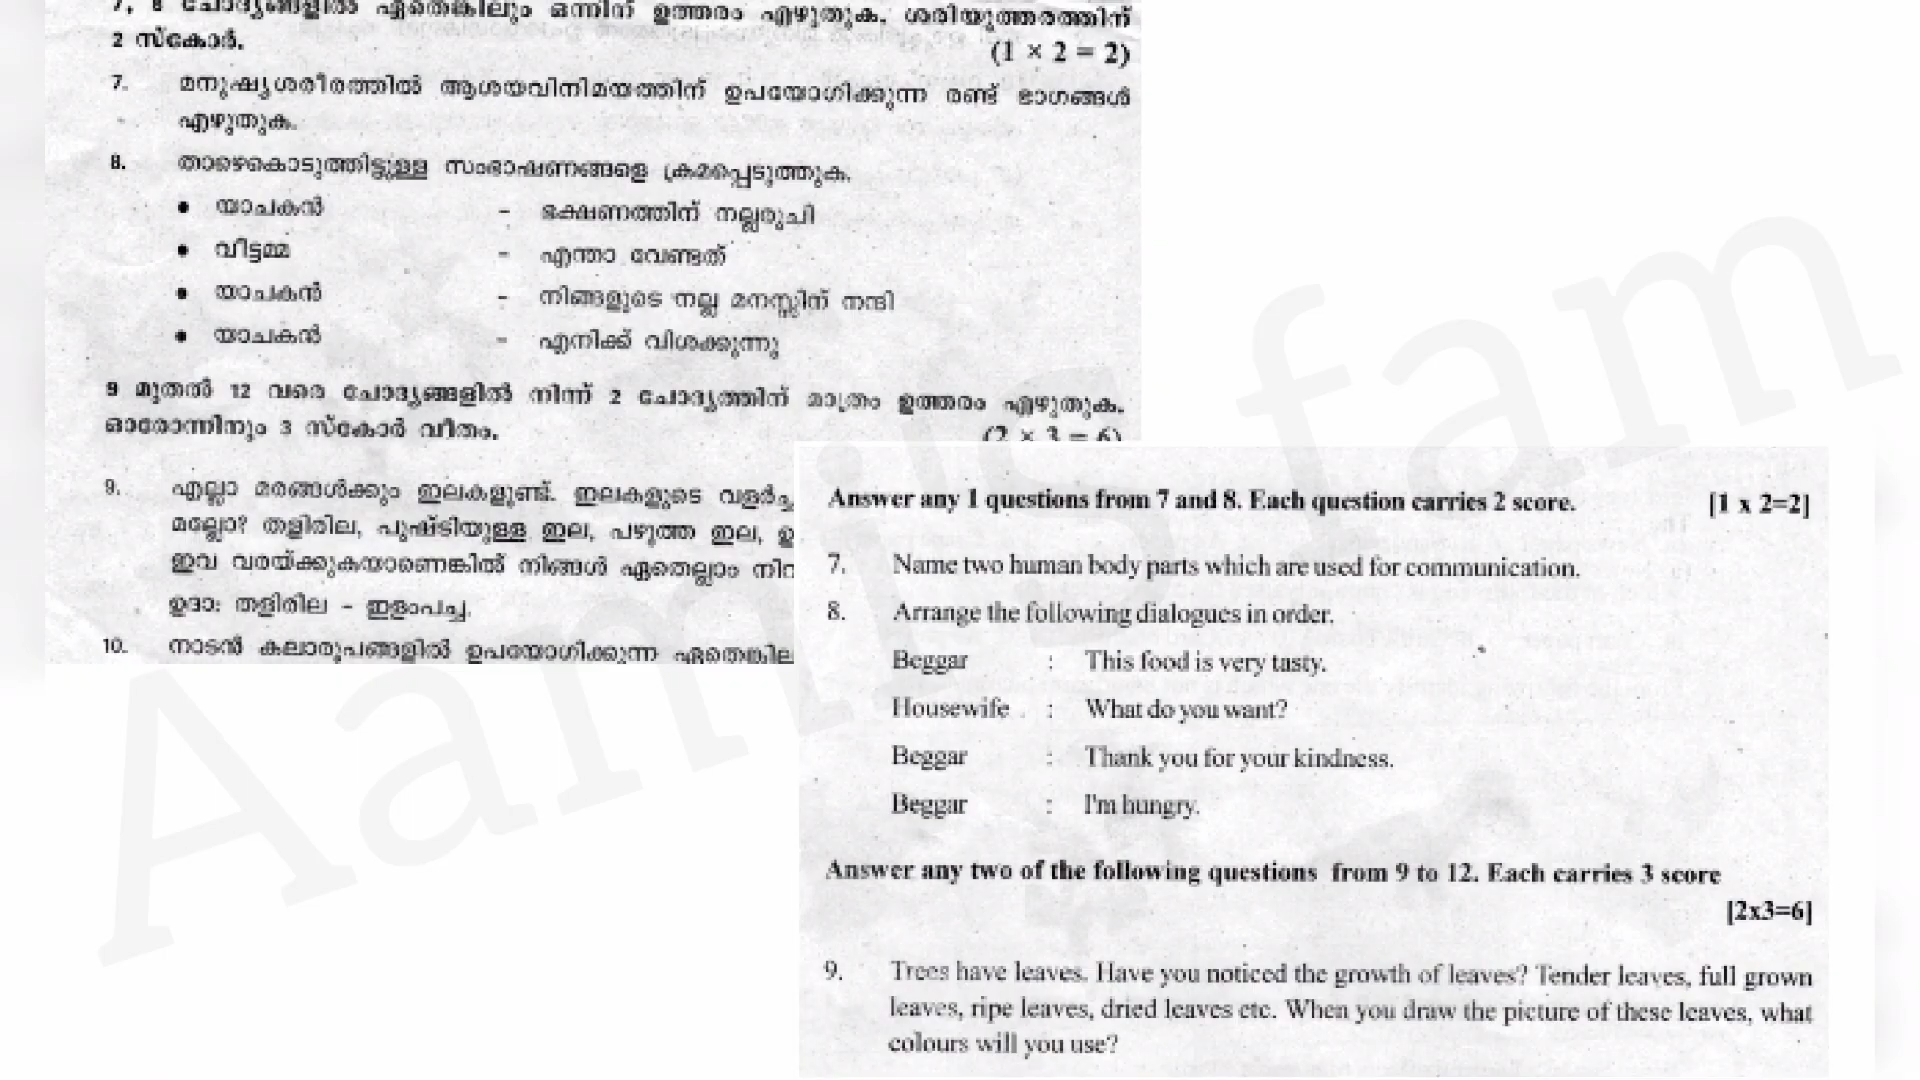 7, 8 ചോദ്യങ്ങളിൽ ഏതെങ്കിലും ഒന്നിന് ഉത്തരം എഴുതുക. ശരിയുത്തരത്തിന്
2 സ്കോർ.
(1 × 2 = 2)
7. മനുഷ്യശരീരത്തിൽ ആശയവിനിമയത്തിന് ഉപയോഗിക്കുന്ന രണ്ട് ഭാഗങ്ങൾ
എഴുതുക.
8. താഴെകൊടുത്തിട്ടുള്ള സംഭാഷണങ്ങളെ ക്രമപ്പെടുത്തുക.
• യാചകൻ - ഭക്ഷണത്തിന് നല്ലരുചി
• വീട്ടമ്മ - എന്താ വേണ്ടത്
• യാചകൻ - നിങ്ങളുടെ നല്ല മനസ്സിന് നന്ദി
• യാചകൻ - എനിക്ക് വിശക്കുന്നു
9 മുതൽ 12 വരെ ചോദ്യങ്ങളിൽ നിന്ന് 2 ചോദ്യത്തിന് മാത്രം ഉത്തരം എഴുതുക.
ഓരോന്നിനും 3 സ്കോർ വീതം.
(2 × 3 = 6)
9. എല്ലാ മരങ്ങൾക്കും ഇലകളുണ്ട്. ഇലകളുടെ വളർച്ച
മല്ലോ? തളിരില, പുഷ്ടിയുള്ള ഇല, പഴുത്ത ഇല,
ഇവ വരയ്ക്കുകയാണെങ്കിൽ നിങ്ങൾ ഏതെല്ലാം
ഉദാ: തളിരില - ഇളംപച്ച.
10. നാടൻ കലാരൂപങ്ങളിൽ ഉപയോഗിക്കുന്ന
Answer any 1 questions from 7 and 8. Each question carries 2 score. [1 x 2=2]
7. Name two human body parts which are used for communication.
8. Arrange the following dialogues in order.
Beggar : This food is very tasty.
Housewife : What do you want?
Beggar : Thank you for your kindness.
Beggar : I'm hungry.
Answer any two of the following questions from 9 to 12. Each carries 3 score
[2x3=6]
9. Trees have leaves. Have you noticed the growth of leaves? Tender leaves, full grown
leaves, ripe leaves, dried leaves etc. When you draw the picture of these leaves, what
colours will you use?
Aamil's fam